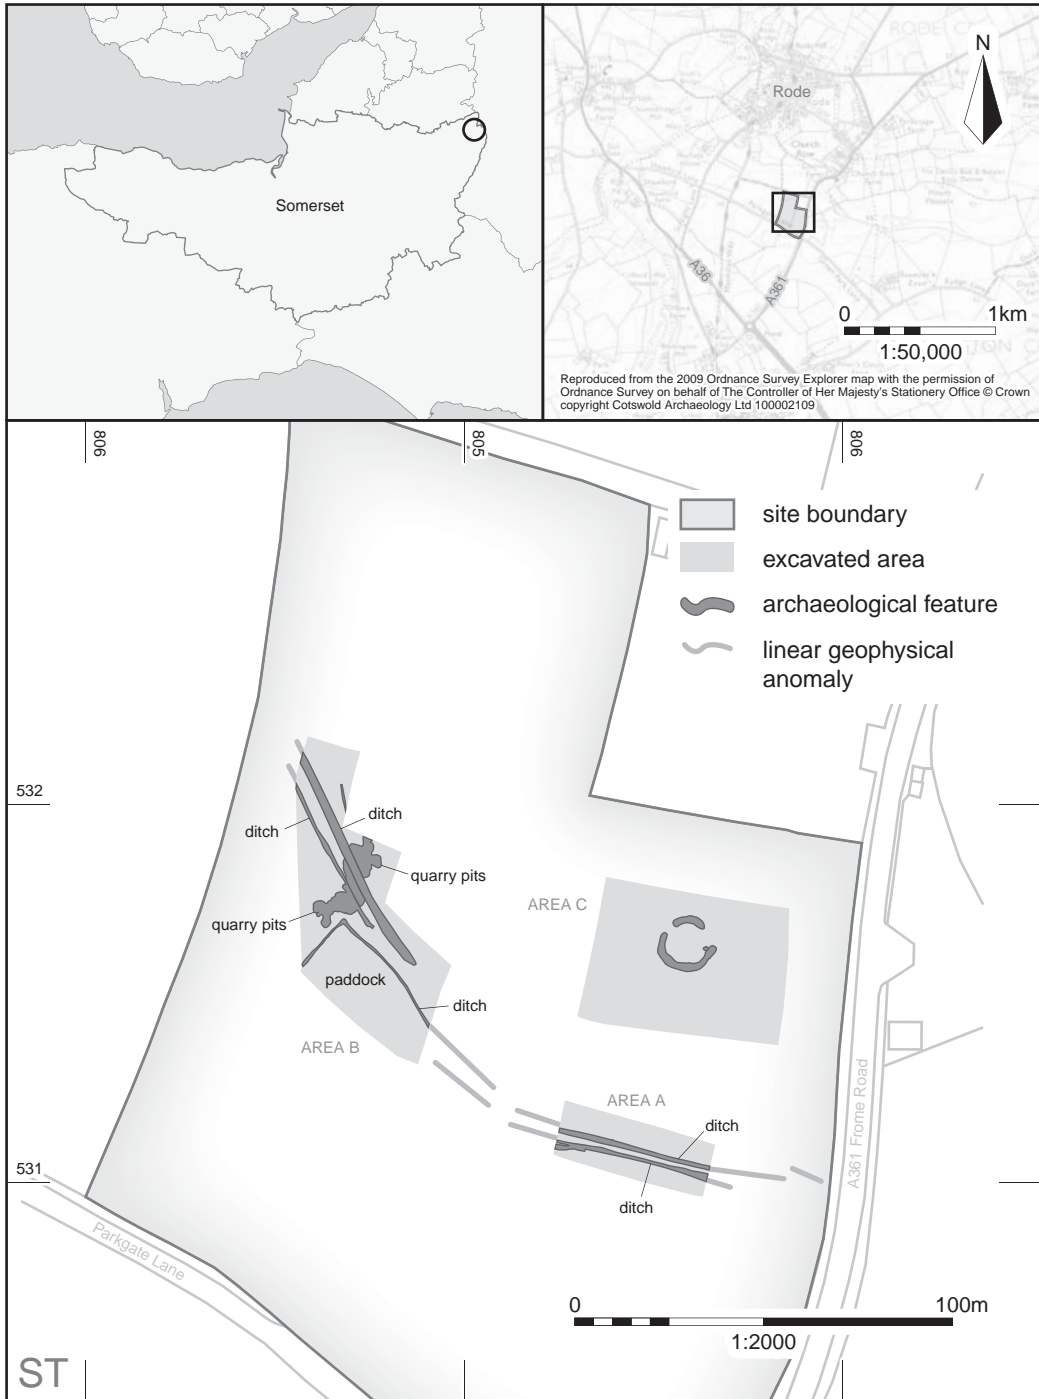 Somerset
N
Rode
A36
A361
0 1km
1:50,000
Reproduced from the 2009 Ordnance Survey Explorer map with the permission of
Ordnance Survey on behalf of The Controller of Her Majesty's Stationery Office © Crown
copyright Cotswold Archaeology Ltd 100002109
806
805
806
site boundary
excavated area
archaeological feature
linear geophysical
anomaly
532
ditch
ditch
quarry pits
quarry pits
AREA C
paddock
ditch
AREA B
AREA A
ditch
ditch
531
A361 Frome Road
Parkgate Lane
0 100m
1:2000
ST